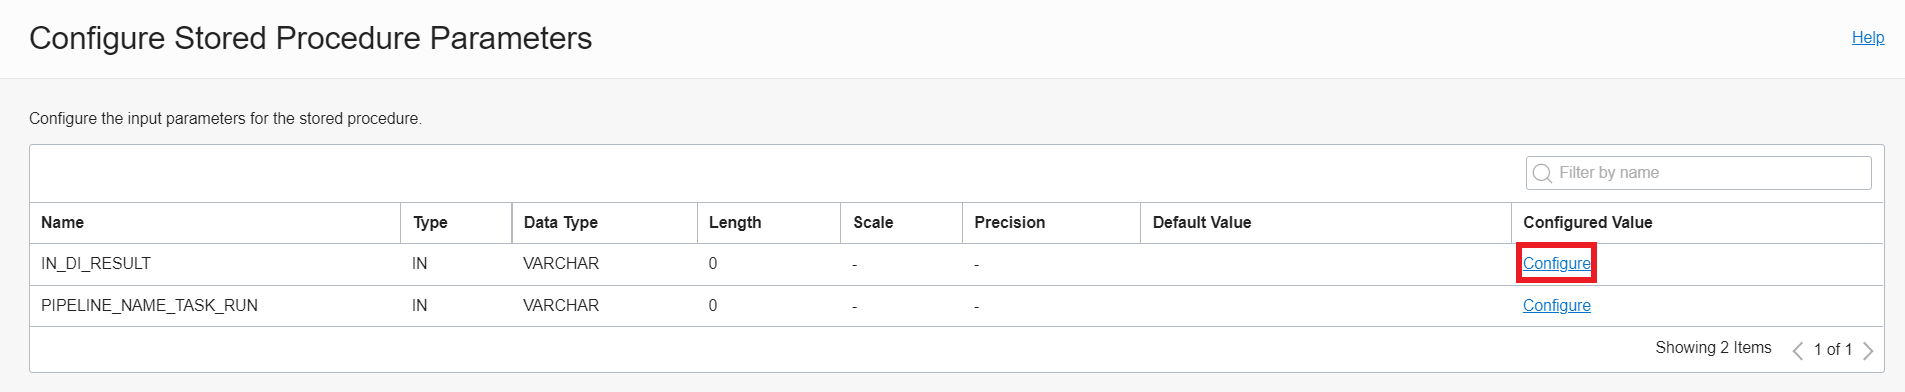 Configure Stored Procedure Parameters
Help
Configure the input parameters for the stored procedure.
Filter by name
Name Type Data Type Length Scale Precision Default Value Configured Value
IN_DI_RESULT IN VARCHAR 0 - - Configure
PIPELINE_NAME_TASK_RUN IN VARCHAR 0 - - Configure
Showing 2 Items 1 of 1